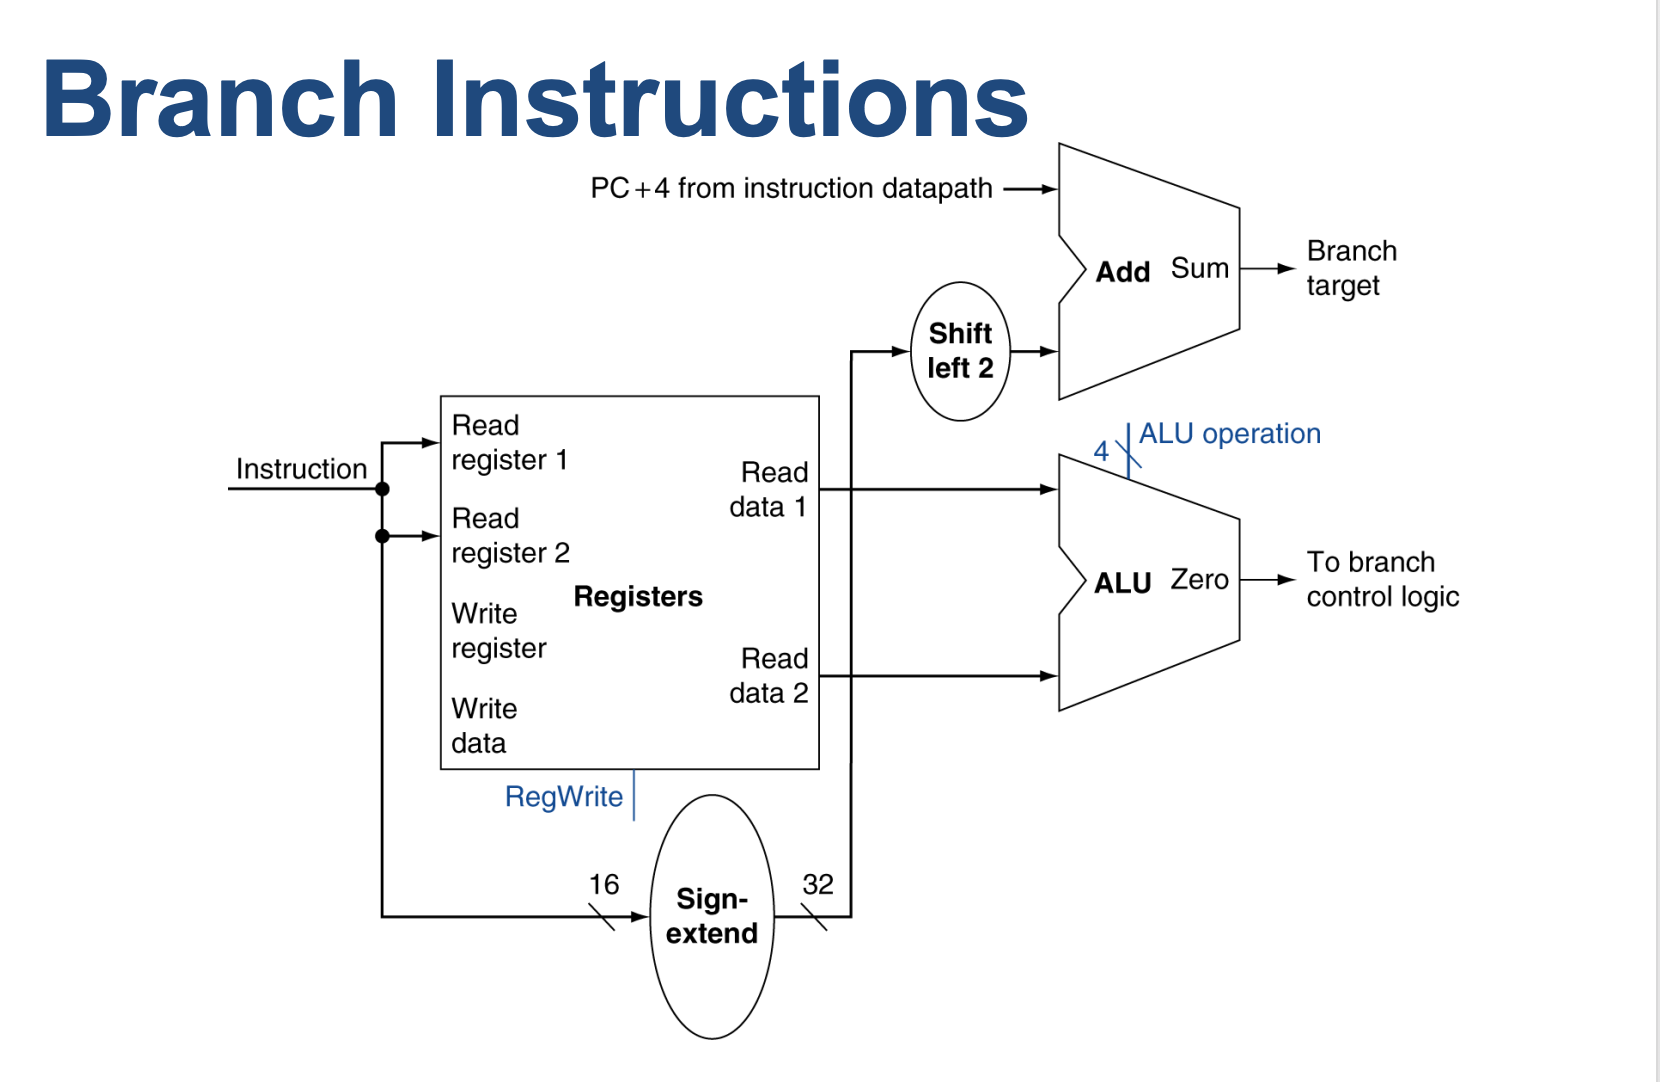 Branch Instructions
PC+4 from instruction datapath
Add Sum
Branch
target
Shift
left 2
4
ALU operation
Instruction
Read
register 1
Read
data 1
Read
register 2
Registers
ALU Zero
To branch
control logic
Write
register
Read
data 2
Write
data
RegWrite
16
32
Sign-
extend